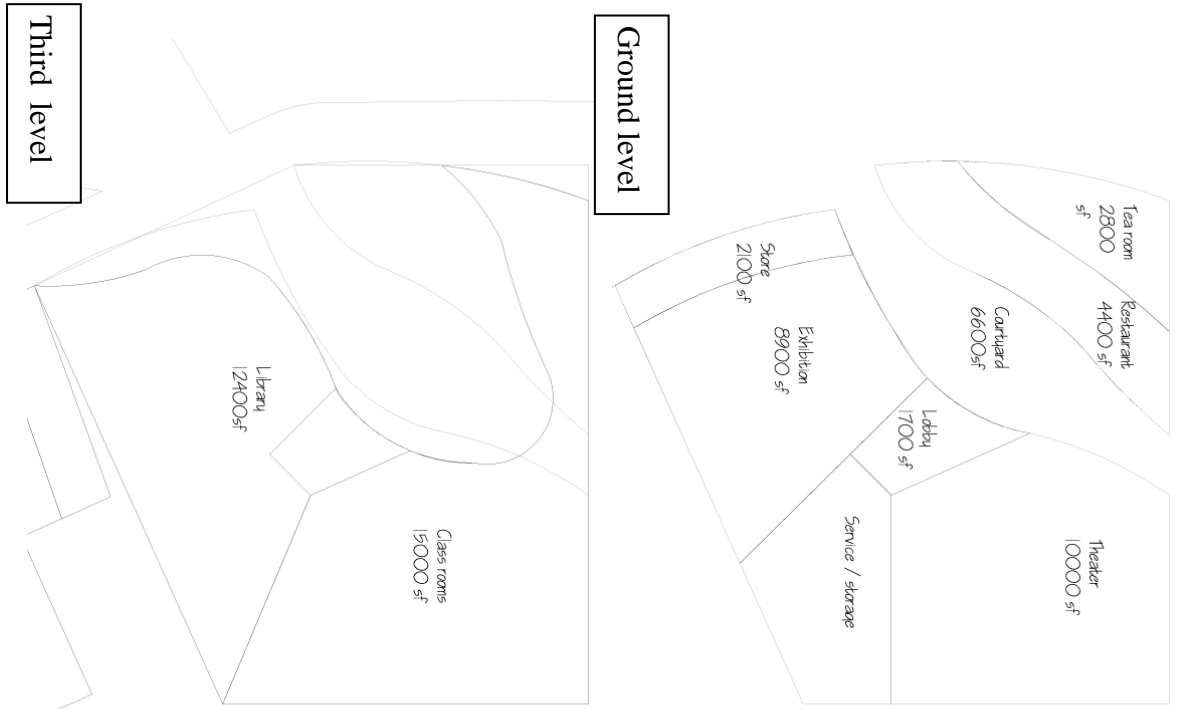 Third level
Library
12400sf
Class rooms
15000 sf
Ground level
Tea room
2800
sf
Restaurant
4400 sf
Courtyard
6600sf
Store
2100 sf
Exhibition
8900 sf
Lobby
1700 sf
Theater
10000 sf
Service / storage